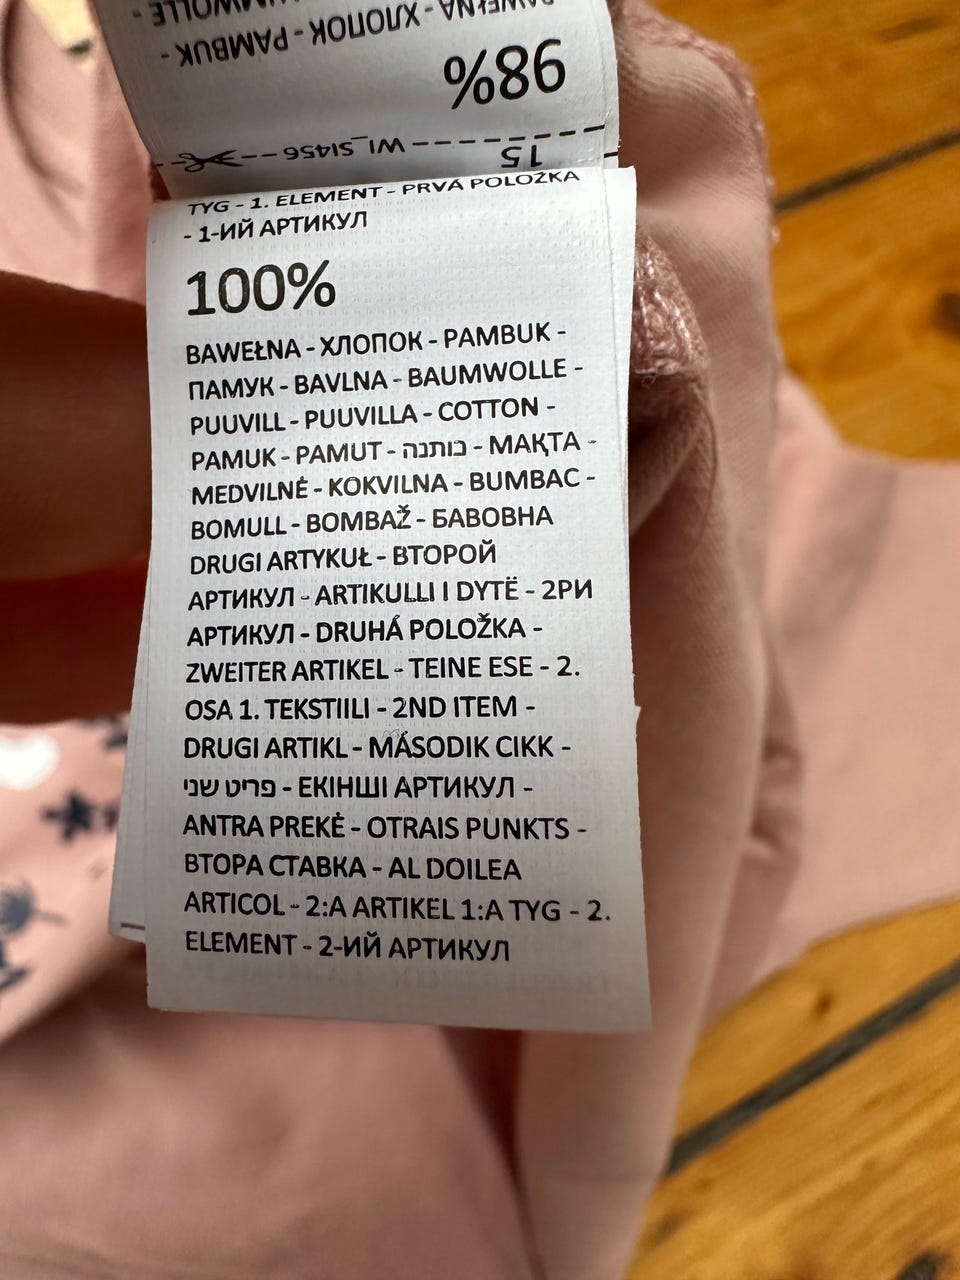 98%
BAWEŁNA - ХЛОПОК - PAMBUK -
15
WI_SI456
TYG - 1. ELEMENT - PRVÁ POLOŽKA
- 1-ИЙ АРТИКУЛ
100%
BAWEŁNA - ХЛОПОК - PAMBUK -
ПАМУК - BAVLNA - BAUMWOLLE -
PUUVILL - PUUVILLA - COTTON -
PAMUK - PAMUT - כותנה - МАҚТА -
MEDVILNĖ - KOKVILNA - BUMBAC -
BOMULL - BOMBAŽ - БАВОВНА
DRUGI ARTYKUŁ - ВТОРОЙ
АРТИКУЛ - ARTIKULLI I DYTË - 2РИ
АРТИКУЛ - DRUHÁ POLOŽKA -
ZWEITER ARTIKEL - TEINE ESE - 2.
OSA 1. TEKSTIILI - 2ND ITEM -
DRUGI ARTIKL - MÁSODIK CIKK -
פריט שני - ЕКІНШІ АРТИКУЛ -
ANTRA PREKĖ - OTRAIS PUNKTS -
ВТОРА СТАВКА - AL DOILEA
ARTICOL - 2:A ARTIKEL 1:A TYG - 2.
ELEMENT - 2-ИЙ АРТИКУЛ